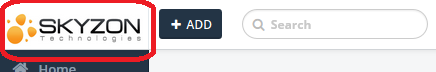 SKYZON
Technologies
+ ADD
Search
Home